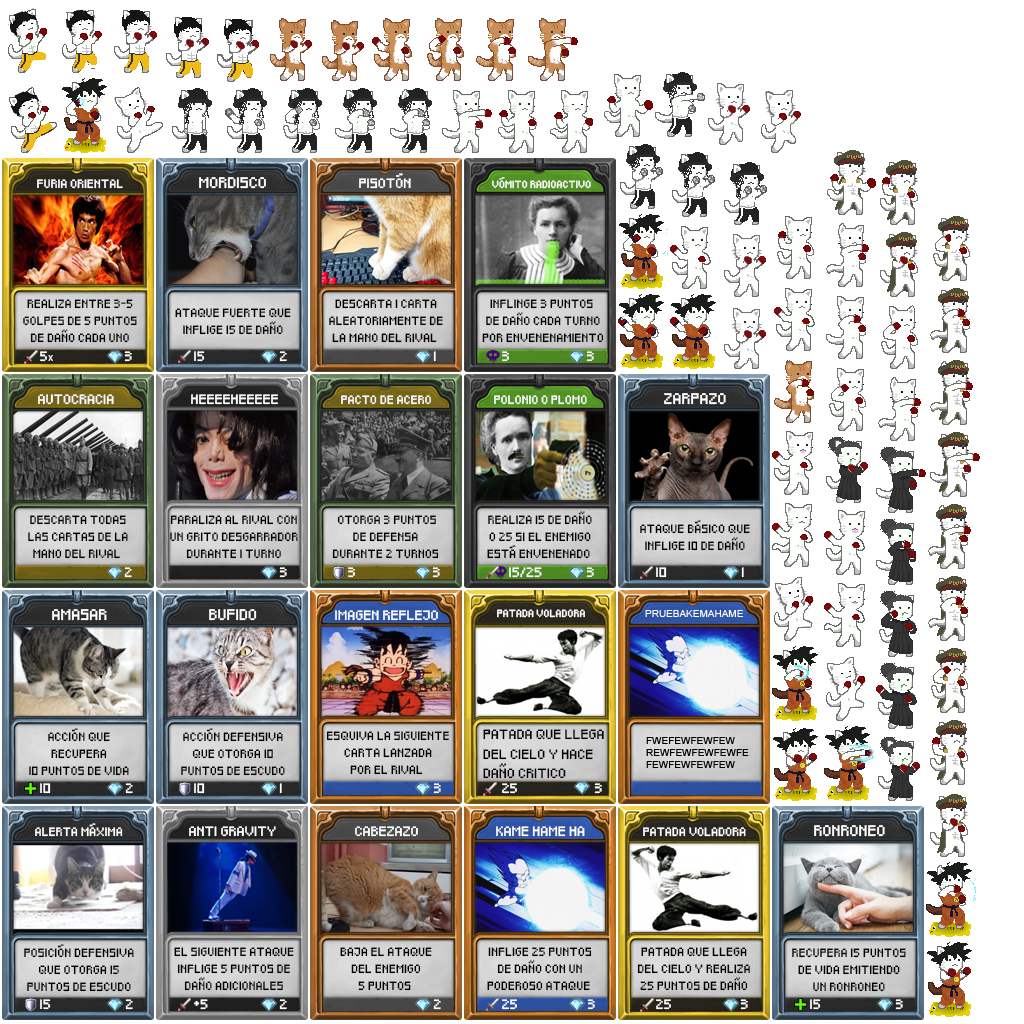 FURIA ORIENTAL
REALIZA ENTRE 3-5
GOLPES DE 5 PUNTOS
DE DAÑO CADA UNO
5x 3
MORDISCO
ATAQUE FUERTE QUE
INFLIGE 15 DE DAÑO
15 2
PISOTÓN
DESCARTA 1 CARTA
ALEATORIAMENTE DE
LA MANO DEL RIVAL
1
VÓMITO RADIOACTIVO
INFLINGE 3 PUNTOS
DE DAÑO CADA TURNO
POR ENVENENAMIENTO
3 3
AUTOCRACIA
DESCARTA TODAS
LAS CARTAS DE LA
MANO DEL RIVAL
2
HEEEEHEEEEE
PARALIZA AL RIVAL CON
UN GRITO DESGARRADOR
DURANTE 1 TURNO
3
PACTO DE ACERO
OTORGA 3 PUNTOS
DE DEFENSA
DURANTE 2 TURNOS
3 3
POLONIO O PLOMO
REALIZA 15 DE DAÑO
O 25 SI EL ENEMIGO
ESTÁ ENVENENADO
15/25 3
ZARPAZO
ATAQUE BÁSICO QUE
INFLIGE 10 DE DAÑO
10 1
AMASAR
ACCIÓN QUE
RECUPERA
10 PUNTOS DE VIDA
+10 2
BUFIDO
ACCIÓN DEFENSIVA
QUE OTORGA 10
PUNTOS DE ESCUDO
10 1
IMAGEN REFLEJO
ESQUIVA LA SIGUIENTE
CARTA LANZADA
POR EL RIVAL
3
PATADA VOLADORA
PATADA QUE LLEGA
DEL CIELO Y HACE
DAÑO CRITICO
25 3
PRUEBAKEMAHAME
FWEFEWFEWFEW
REWFEWFEWFEWFE
FEWFEWFEWFEW
ALERTA MÁXIMA
POSICIÓN DEFENSIVA
QUE OTORGA 15
PUNTOS DE ESCUDO
15 2
ANTI GRAVITY
EL SIGUIENTE ATAQUE
INFLIGE 5 PUNTOS DE
DAÑO ADICIONALES
+5 2
CABEZAZO
BAJA EL ATAQUE
DEL ENEMIGO
5 PUNTOS
2
KAME HAME HA
INFLIGE 25 PUNTOS
DE DAÑO CON UN
PODEROSO ATAQUE
25 3
PATADA VOLADORA
PATADA QUE LLEGA
DEL CIELO Y REALIZA
25 PUNTOS DE DAÑO
25 3
RONRONEO
RECUPERA 15 PUNTOS
DE VIDA EMITIENDO
UN RONRONEO
+15 3